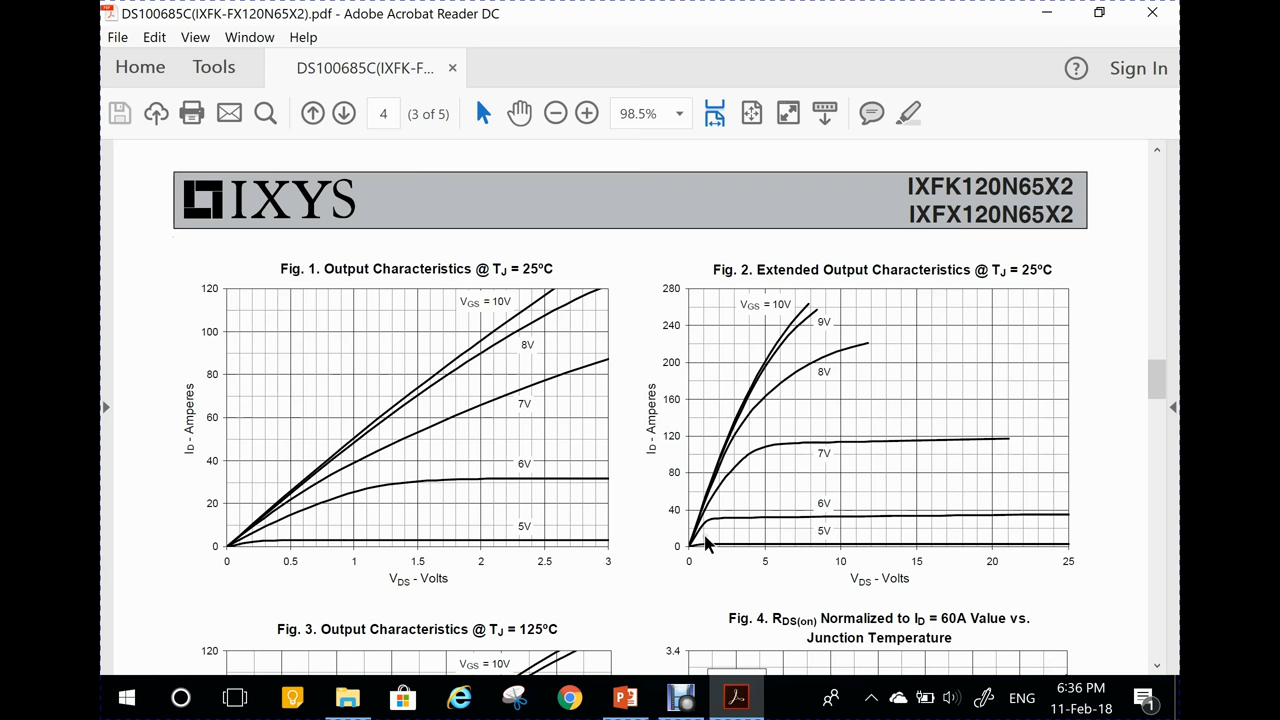 DS100685C(IXFK-FX120N65X2).pdf - Adobe Acrobat Reader DC
File Edit View Window Help
Home Tools DS100685C(IXFK-F... × ? Sign In
4 (3 of 5) 98.5%
IXYS
IXFK120N65X2
IXFX120N65X2
Fig. 1. Output Characteristics @ TJ = 25ºC
120
100
80
60
40
20
0
ID - Amperes
VGS = 10V
8V
7V
6V
5V
0 0.5 1 1.5 2 2.5 3
VDS - Volts
Fig. 2. Extended Output Characteristics @ TJ = 25ºC
280
240
200
160
120
80
40
0
ID - Amperes
VGS = 10V
9V
8V
7V
6V
5V
0 5 10 15 20 25
VDS - Volts
Fig. 3. Output Characteristics @ TJ = 125ºC
120
VGS = 10V
Fig. 4. RDS(on) Normalized to ID = 60A Value vs.
Junction Temperature
3.4
ENG
6:36 PM
11-Feb-18
1